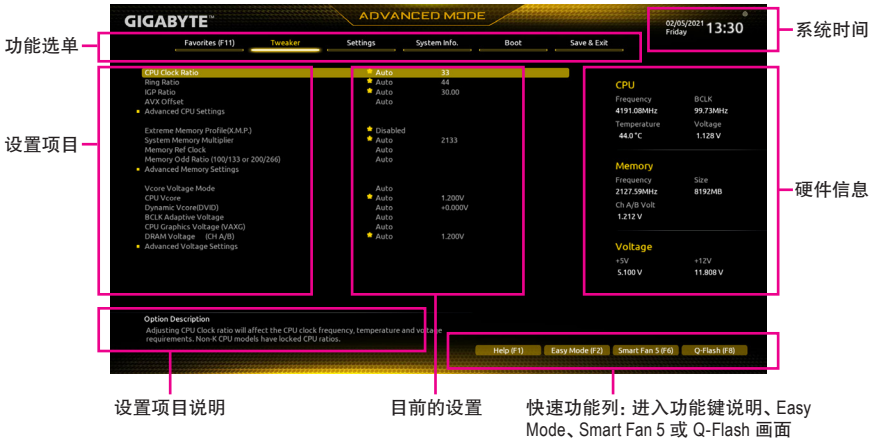 GIGABYTE™
ADVANCED MODE
02/05/2021 Friday 13:30
系统时间
功能选单
Favorites (F11) Tweaker Settings System Info. Boot Save & Exit
设置项目
CPU Clock Ratio Auto 33
Ring Ratio Auto 44
IGP Ratio Auto 30.00
AVX Offset Auto
Advanced CPU Settings
Extreme Memory Profile(X.M.P.) Disabled
System Memory Multiplier Auto 2133
Memory Ref Clock Auto
Memory Odd Ratio (100/133 or 200/266) Auto
Advanced Memory Settings
Vcore Voltage Mode Auto
CPU Vcore Auto 1.200V
Dynamic Vcore(DVID) Auto +0.000V
BCLK Adaptive Voltage Auto
CPU Graphics Voltage (VAXG) Auto
DRAM Voltage (CH A/B) Auto 1.200V
Advanced Voltage Settings
CPU
Frequency BCLK
4191.08MHz 99.73MHz
Temperature Voltage
44.0 °C 1.128 V
Memory
Frequency Size
2127.59MHz 8192MB
Ch A/B Volt
1.212 V
Voltage
+5V +12V
5.100 V 11.808 V
硬件信息
Option Description
Adjusting CPU Clock ratio will affect the CPU clock frequency, temperature and voltage
requirements. Non-K CPU models have locked CPU ratios.
Help (F1) Easy Mode (F2) Smart Fan 5 (F6) Q-Flash (F8)
设置项目说明
目前的设置
快速功能列: 进入功能键说明、Easy
Mode、Smart Fan 5 或 Q-Flash 画面